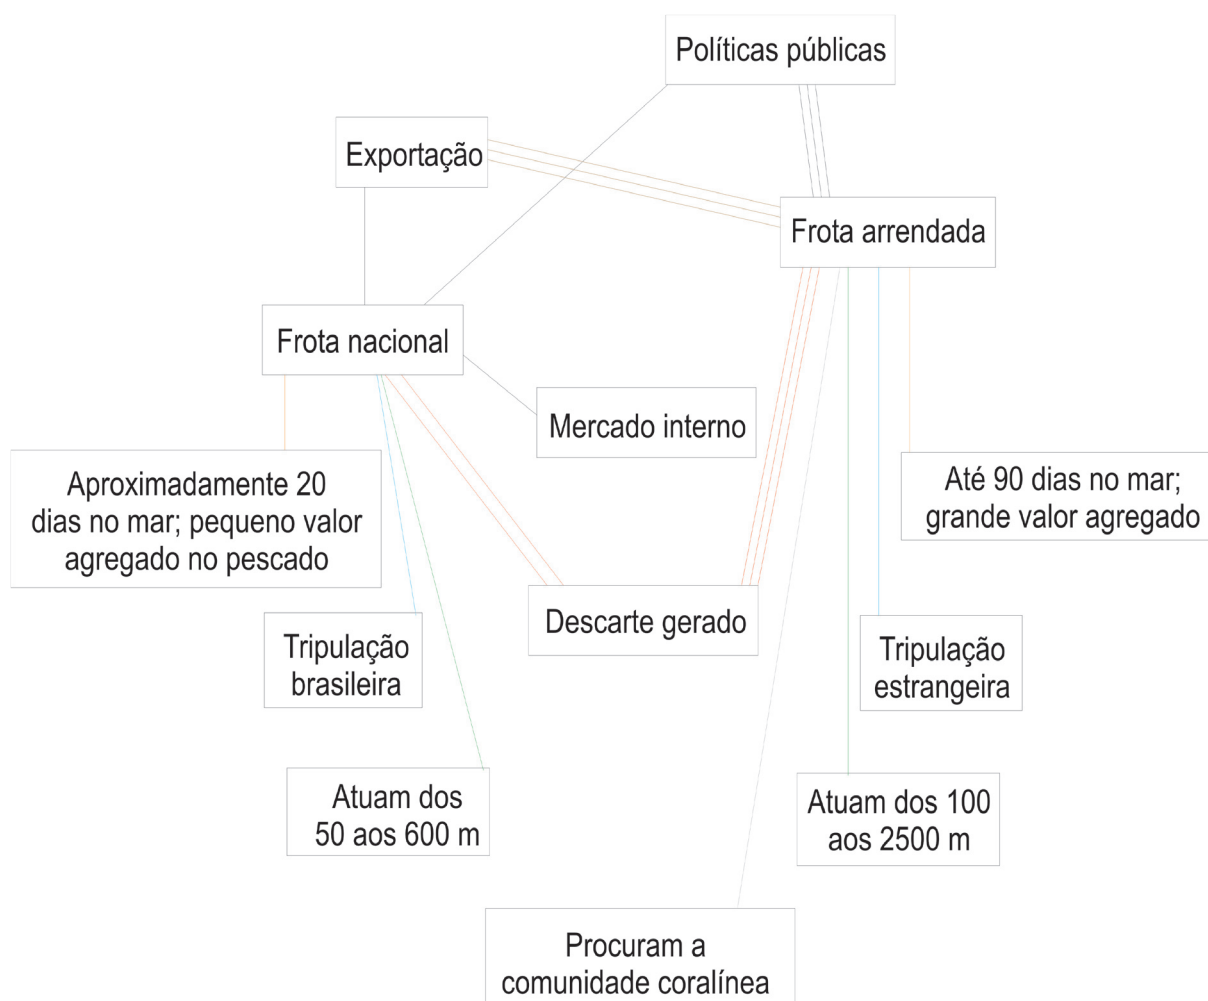 Políticas públicas
Exportação
Frota arrendada
Frota nacional
Mercado interno
Aproximadamente 20
dias no mar; pequeno valor
agregado no pescado
Até 90 dias no mar;
grande valor agregado
Descarte gerado
Tripulação
brasileira
Tripulação
estrangeira
Atuam dos
50 aos 600 m
Atuam dos 100
aos 2500 m
Procuram a
comunidade coralínea